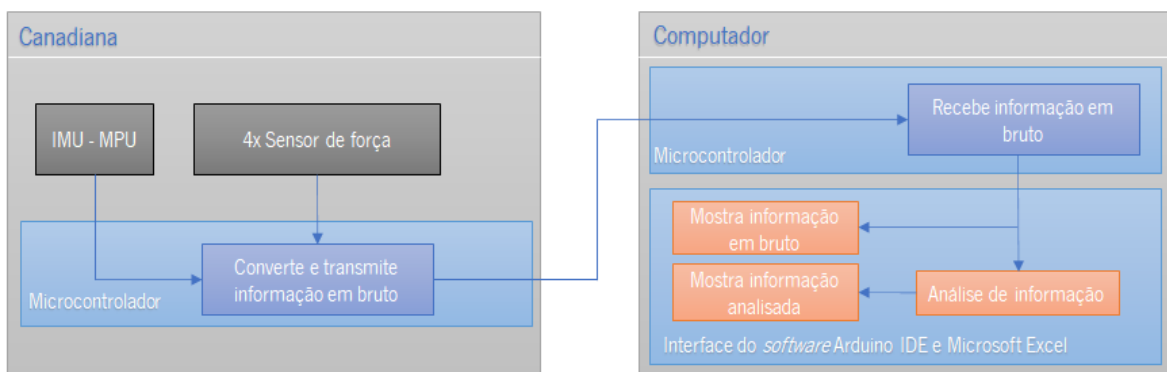 Canadiana
IMU - MPU
4x Sensor de força
Converte e transmite
informação em bruto
Microcontrolador
Computador
Recebe informação em
bruto
Microcontrolador
Mostra informação
em bruto
Mostra informação
analisada
Análise de informação
Interface do software Arduino IDE e Microsoft Excel